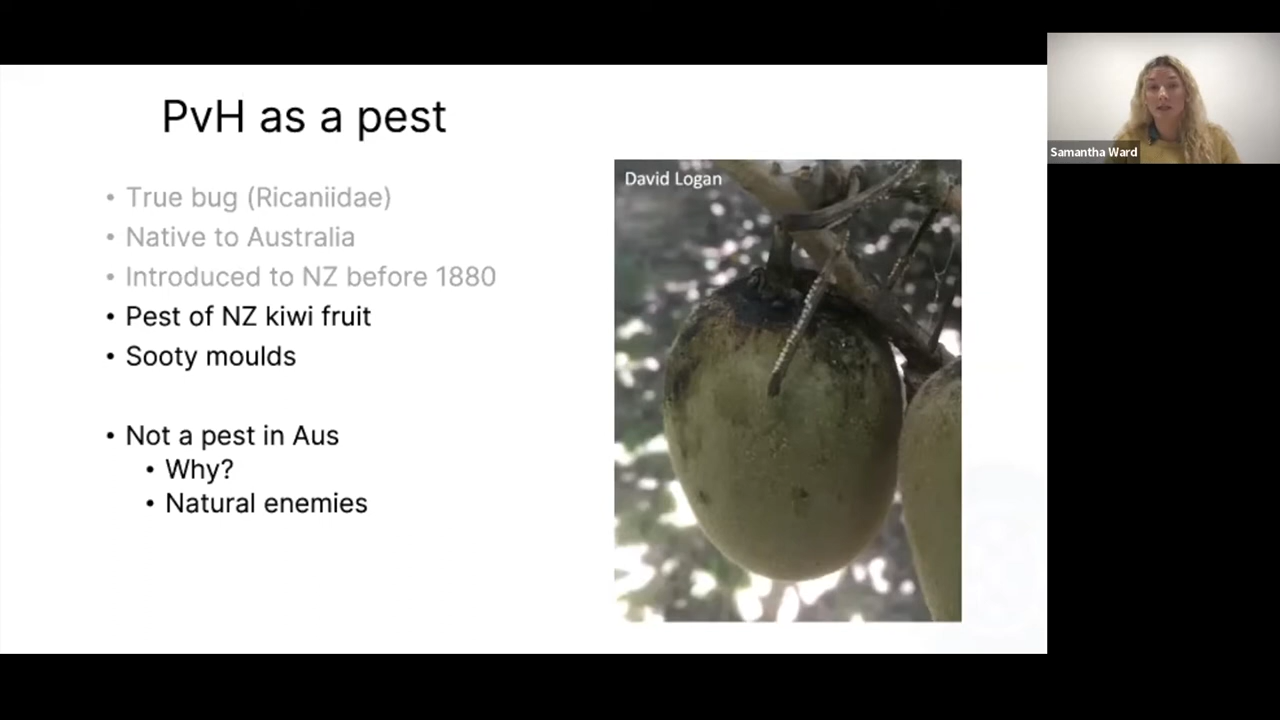 PvH as a pest
• True bug (Ricaniidae)
• Native to Australia
• Introduced to NZ before 1880
• Pest of NZ kiwi fruit
• Sooty moulds
• Not a pest in Aus
• Why?
• Natural enemies
David Logan
Samantha Ward